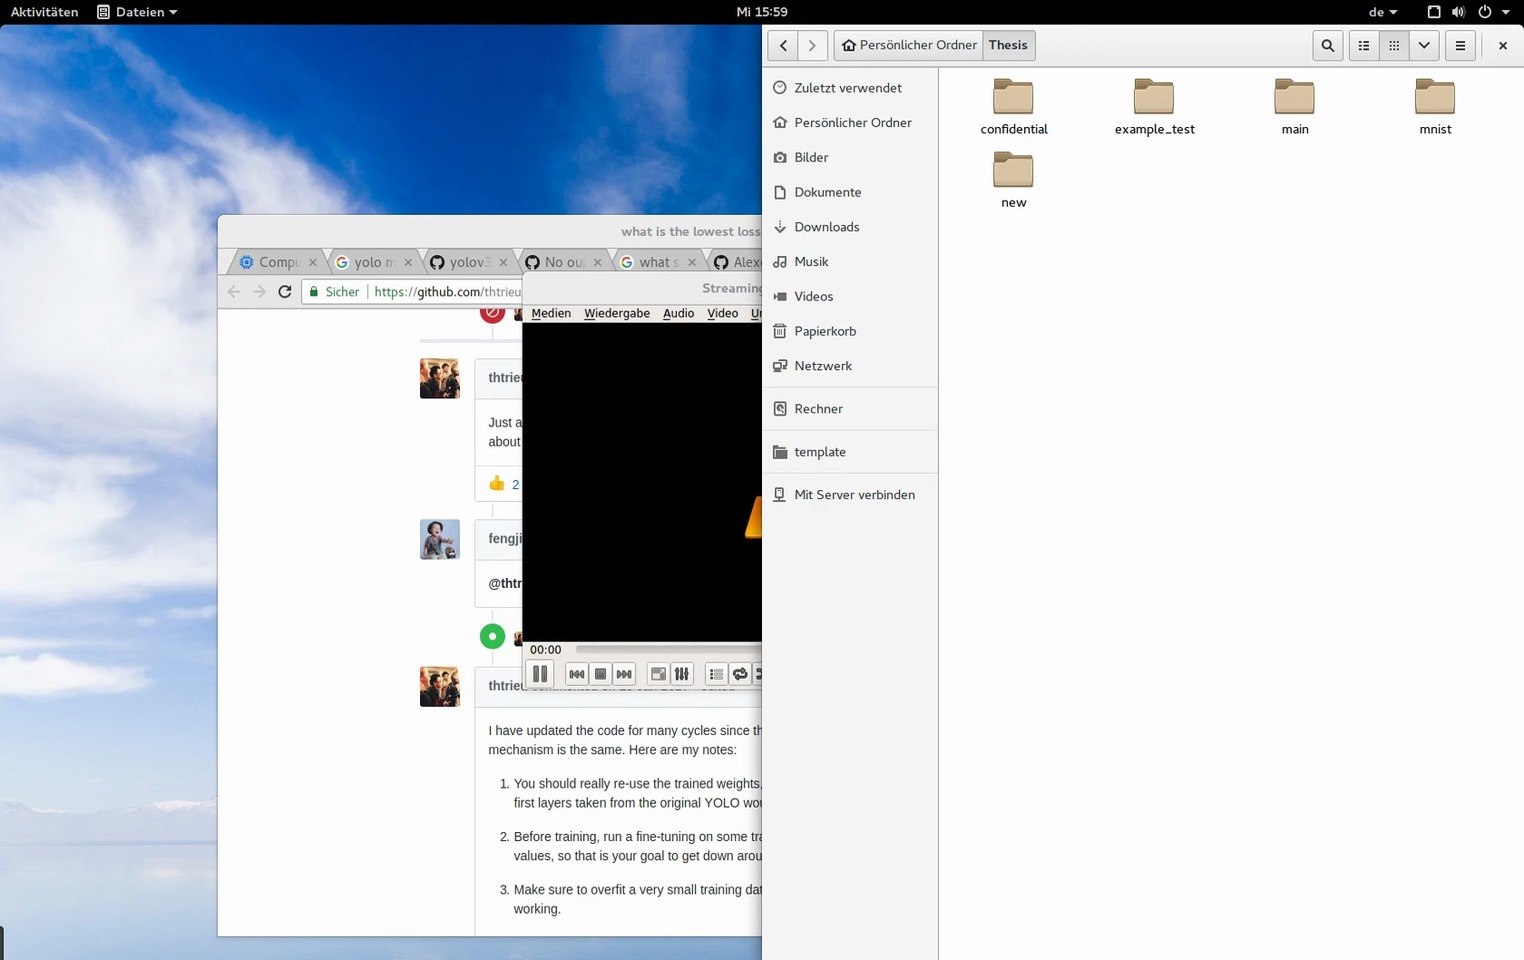 Aktivitäten Dateien Mi 15:59 de
Persönlicher Ordner Thesis
Zuletzt verwendet
Persönlicher Ordner
Bilder
Dokumente
Downloads
Musik
Videos
Papierkorb
Netzwerk
Rechner
template
Mit Server verbinden
confidential example_test main mnist
new
what is the lowest loss
Compu yolo m yolov3 No ou what s Alex
Sicher https://github.com/thtrieu
Streaming
Medien Wiedergabe Audio Video
00:00
thtrieu
Just a
about
2
fengji
@thtr
thtrieu
I have updated the code for many cycles since th
mechanism is the same. Here are my notes:
1. You should really re-use the trained weights,
first layers taken from the original YOLO wou
2. Before training, run a fine-tuning on some tra
values, so that is your goal to get down arou
3. Make sure to overfit a very small training dat
working.